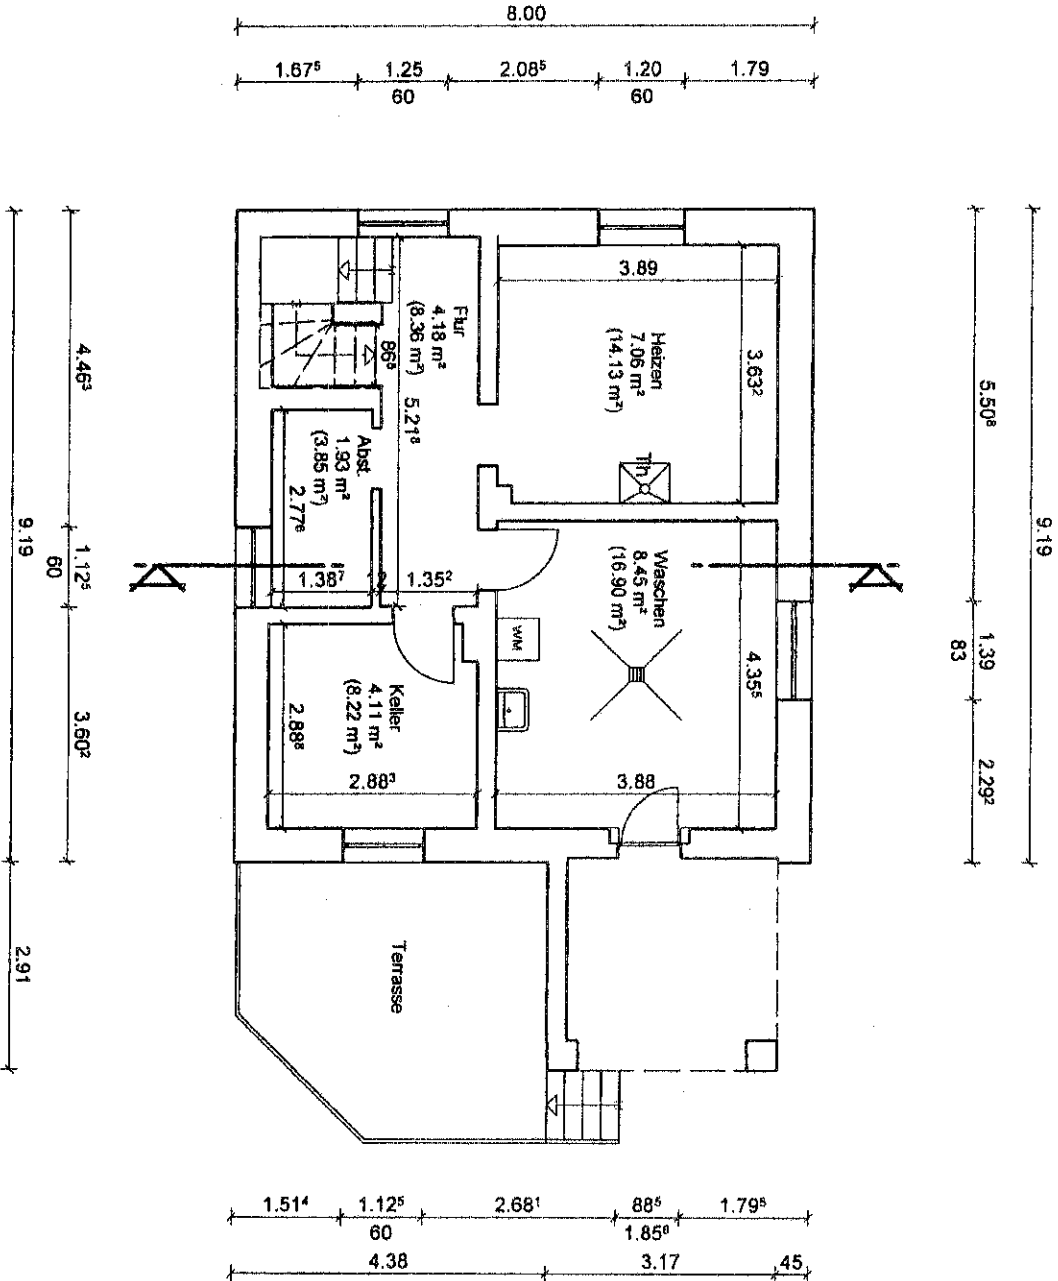 8.00
1.67⁵ 1.25 2.08⁵ 1.20 1.79
60 60
3.89
Flur
4.18 m²
(8.36 m²)
Heizen
7.06 m²
(14.13 m²)
3.63²
86⁵
5.21⁸
Th
Abst.
1.93 m²
(3.85 m²)
2.77⁶
1.38⁷ 12 1.35²
Waschen
8.45 m²
(16.90 m²)
WM
4.35⁵
Keller
4.11 m²
(8.22 m²)
2.88⁵
2.88³
3.88
Terrasse
4.46³
1.12⁵
60
3.60²
9.19
2.91
5.50⁸
1.39
83
2.29²
9.19
1.51⁴ 1.12⁵ 2.68¹ 88⁵ 1.79⁵
60 1.85⁶
4.38 3.17 45